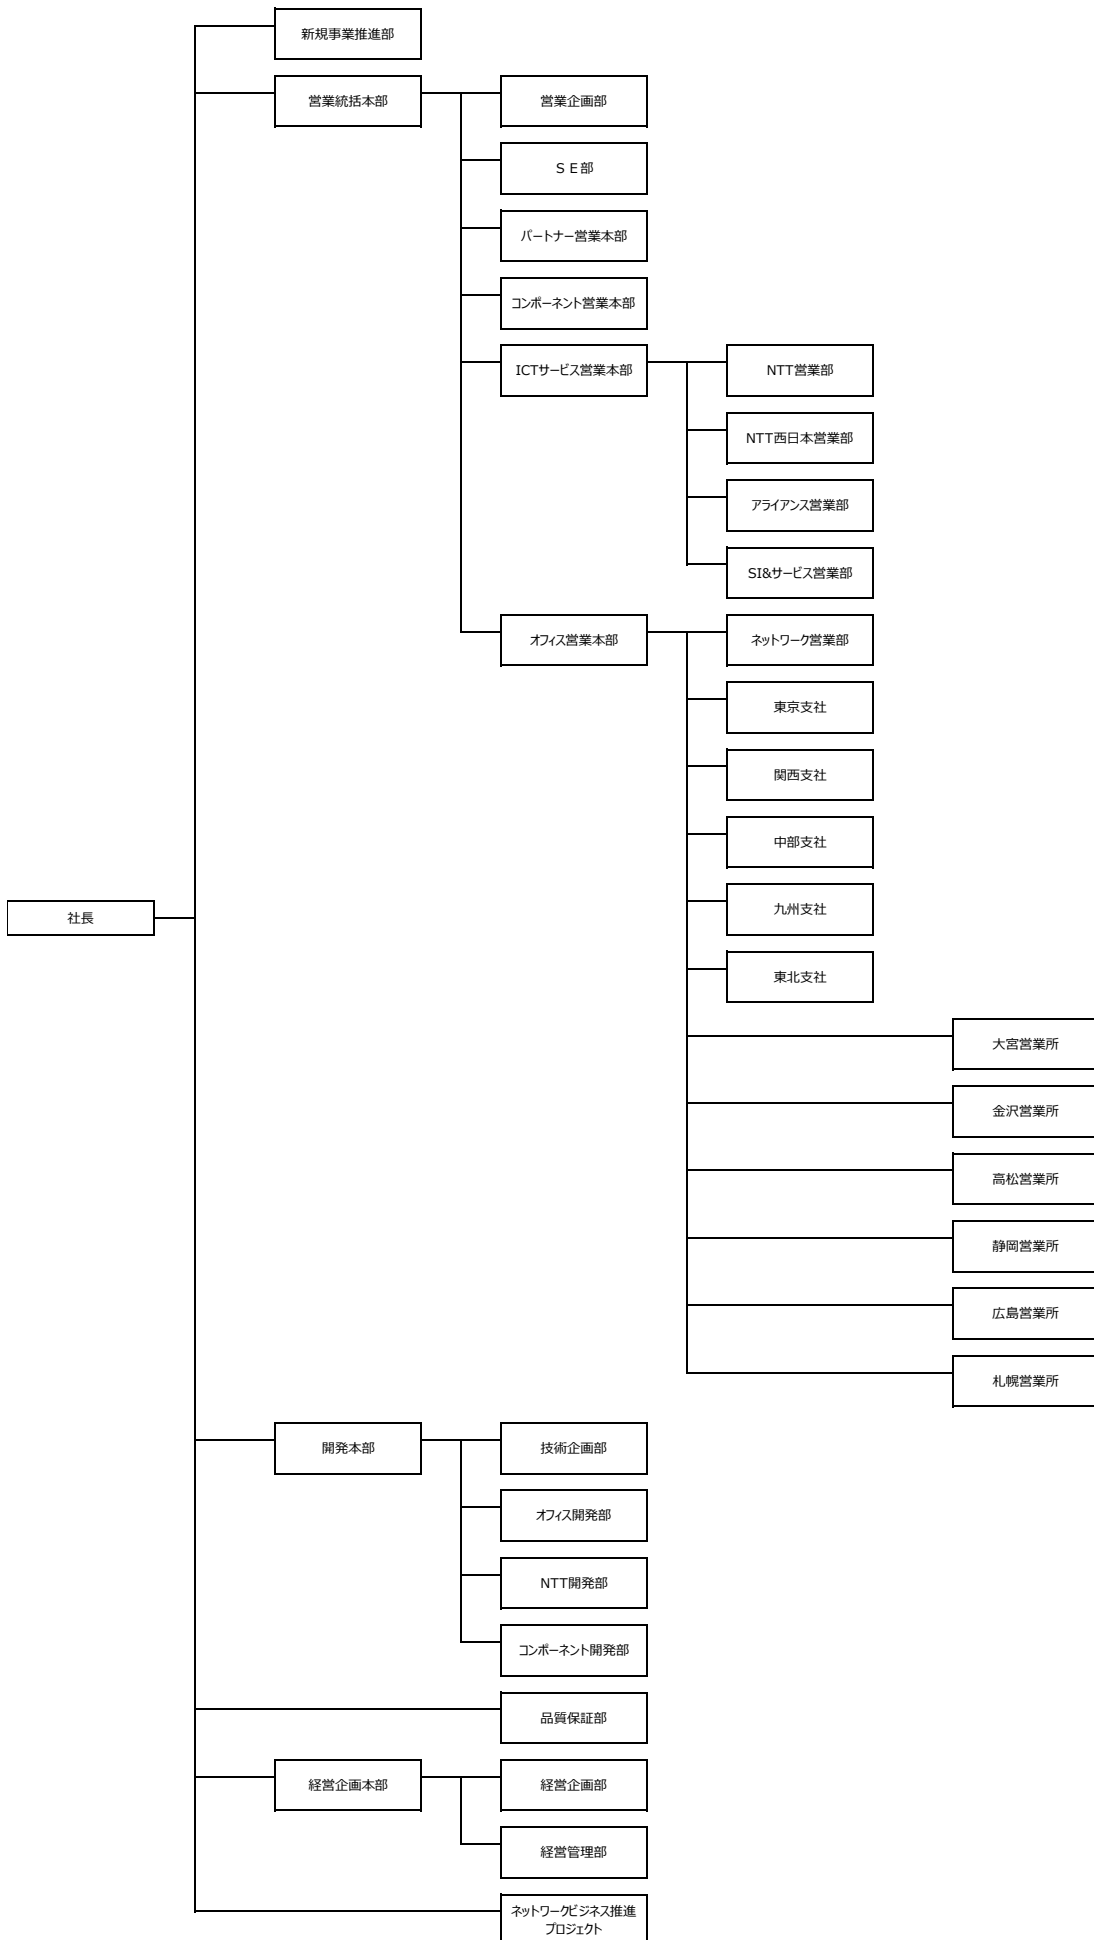 新規事業推進部
営業統括本部
営業企画部
ＳＥ部
パートナー営業本部
コンポーネント営業本部
ICTサービス営業本部
NTT営業部
NTT西日本営業部
アライアンス営業部
SI&サービス営業部
オフィス営業本部
ネットワーク営業部
東京支社
関西支社
中部支社
九州支社
社長
東北支社
大宮営業所
金沢営業所
高松営業所
静岡営業所
広島営業所
札幌営業所
開発本部
技術企画部
オフィス開発部
NTT開発部
コンポーネント開発部
品質保証部
経営企画本部
経営企画部
経営管理部
ネットワークビジネス推進
プロジェクト